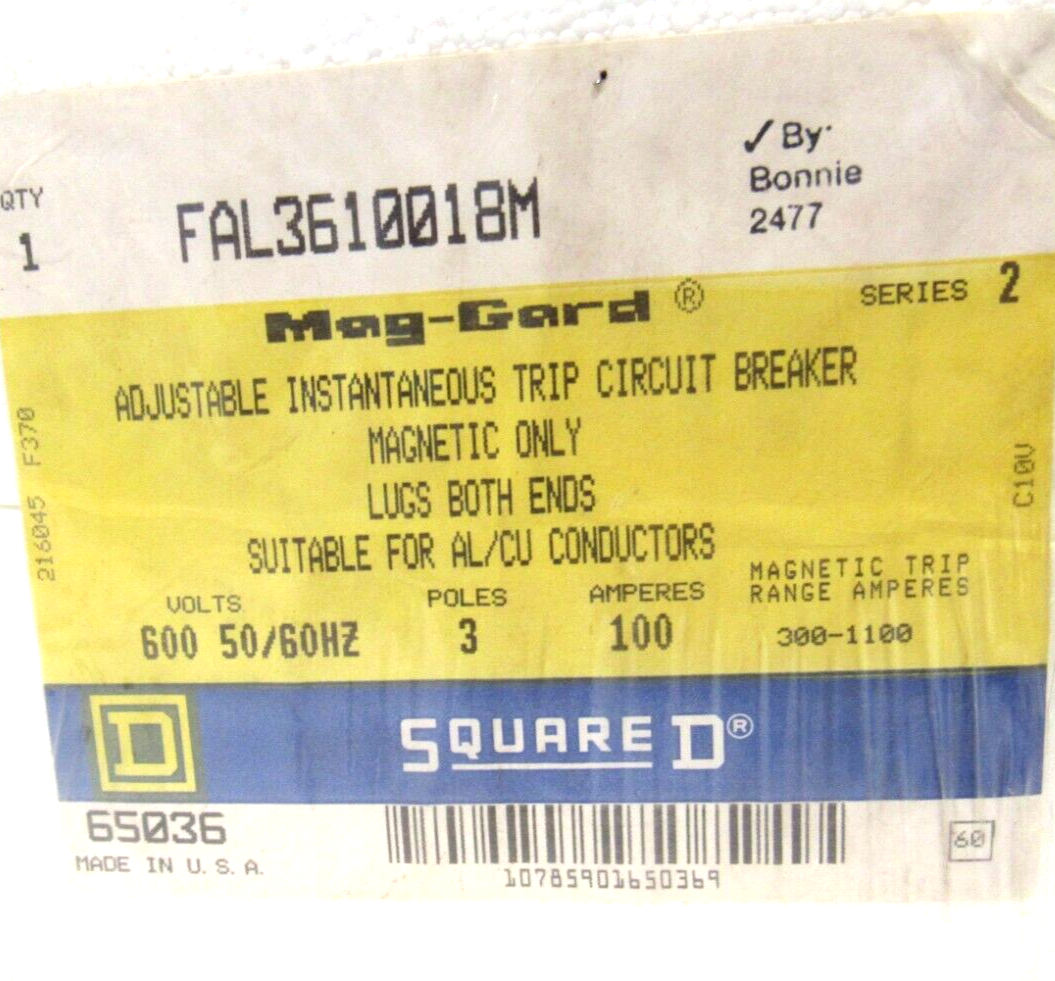 ✓ By:
Bonnie
2477
QTY
1
FAL3610018M
Mag-Gard ®
SERIES 2
ADJUSTABLE INSTANTANEOUS TRIP CIRCUIT BREAKER
MAGNETIC ONLY
LUGS BOTH ENDS
SUITABLE FOR AL/CU CONDUCTORS
216045 F370
C10V
VOLTS
600 50/60HZ
POLES
3
AMPERES
100
MAGNETIC TRIP
RANGE AMPERES
300-1100
D
SQUARE D®
65036
MADE IN U. S. A.
10785901650369
60